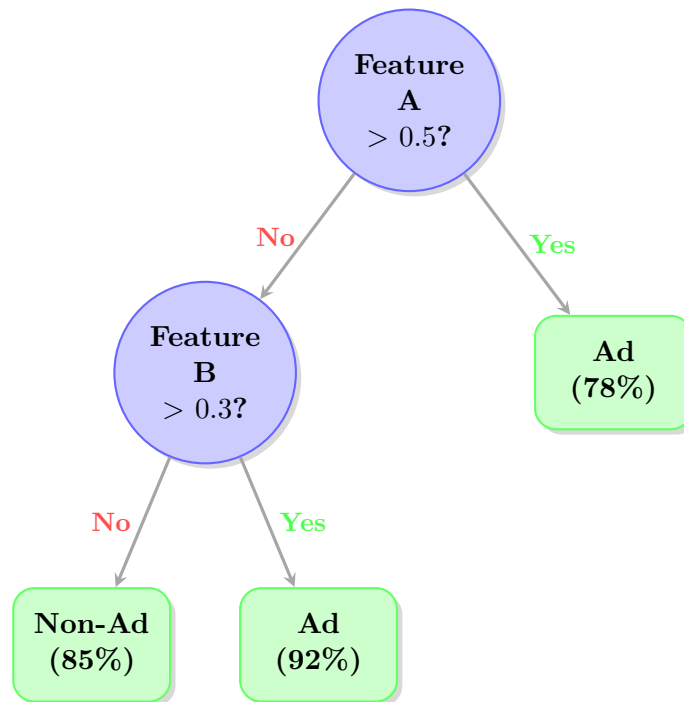 Feature
A
> 0.5?
No
Yes
Feature
B
> 0.3?
Ad
(78%)
No
Yes
Non-Ad
(85%)
Ad
(92%)